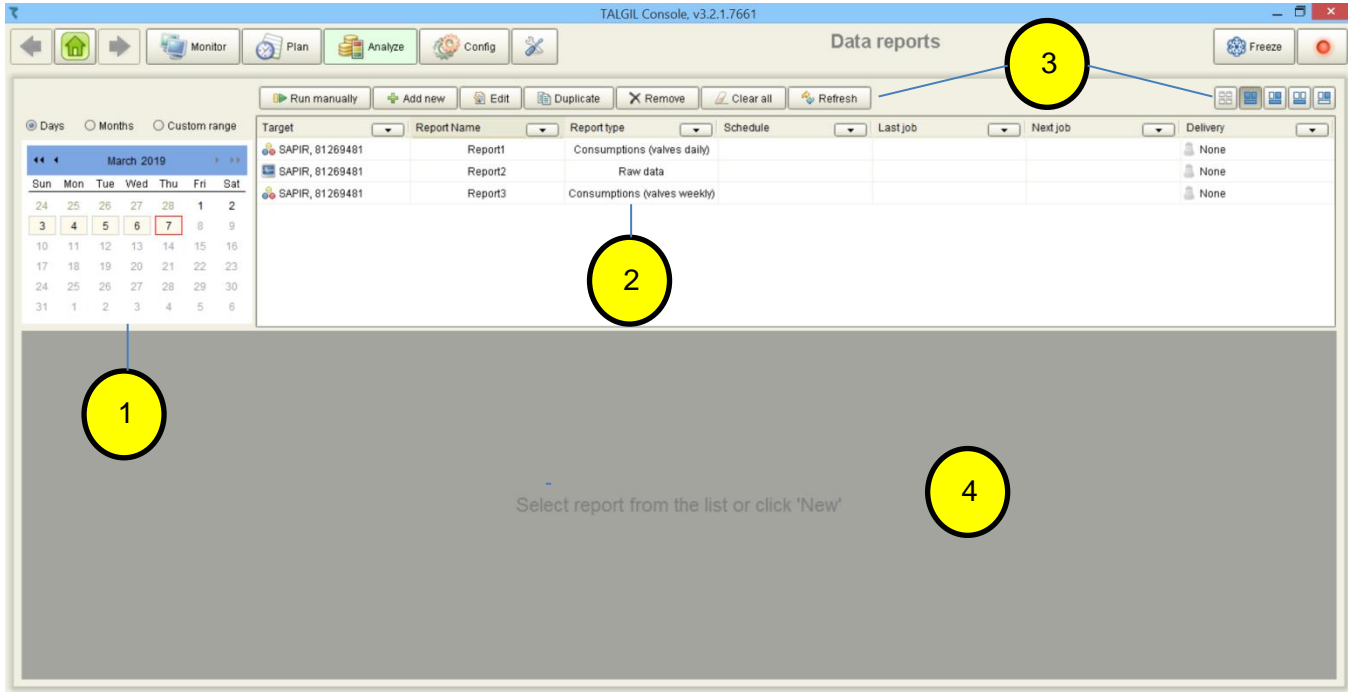 TALGIL Console, v3.2.1.7661
Monitor Plan Analyze Config Data reports Freeze
3
Run manually Add new Edit Duplicate Remove Clear all Refresh
Days Months Custom range
March 2019
Sun Mon Tue Wed Thu Fri Sat
24 25 26 27 28 1 2
3 4 5 6 7 8 9
10 11 12 13 14 15 16
17 18 19 20 21 22 23
24 25 26 27 28 29 30
31 1 2 3 4 5 6
Target Report Name Report type Schedule Last job Next job Delivery
SAPIR, 81269481 Report1 Consumptions (valves daily) None
SAPIR, 81269481 Report2 Raw data None
SAPIR, 81269481 Report3 Consumptions (valves weekly) None
2
1
4
Select report from the list or click 'New'